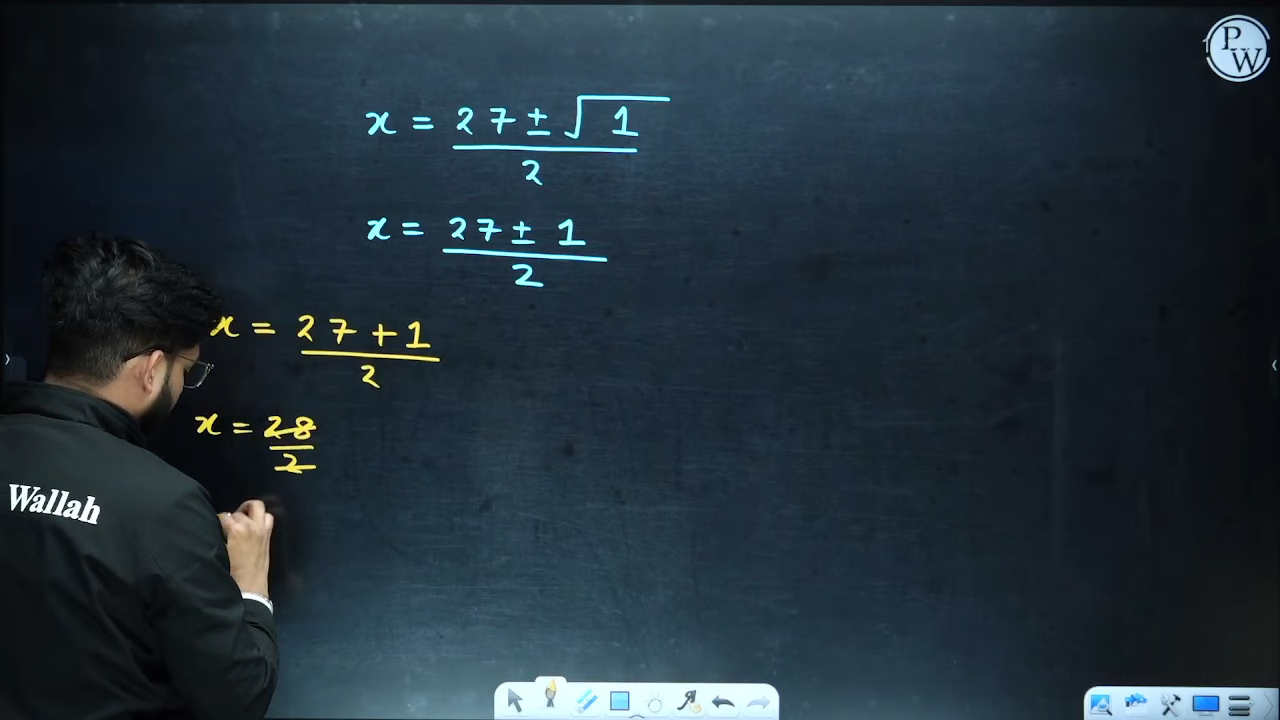 PW
x = 27 ± √1
2
x = 27 ± 1
2
x = 27 + 1
2
x = 28
2
Wallah